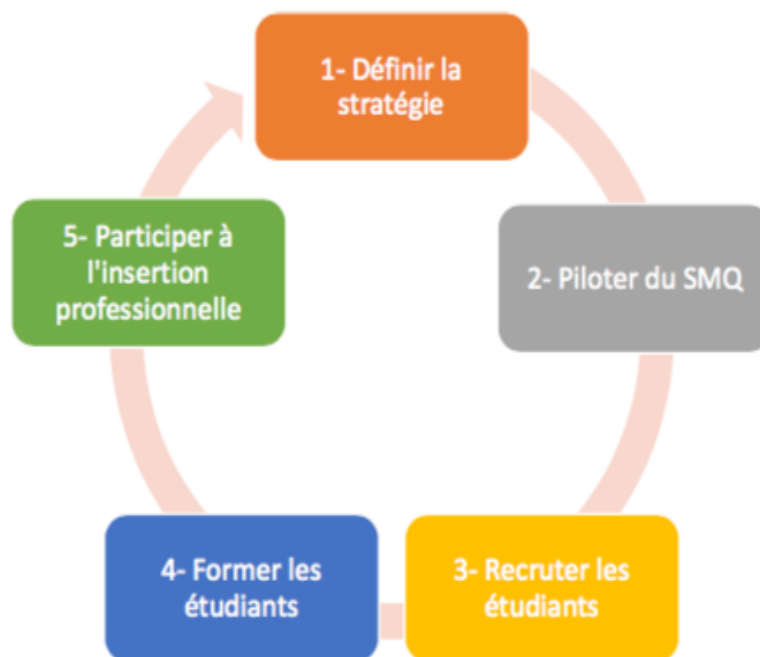 1- Définir la
stratégie
2- Piloter du SMQ
3- Recruter les
étudiants
4- Former les
étudiants
5- Participer à
l'insertion
professionnelle